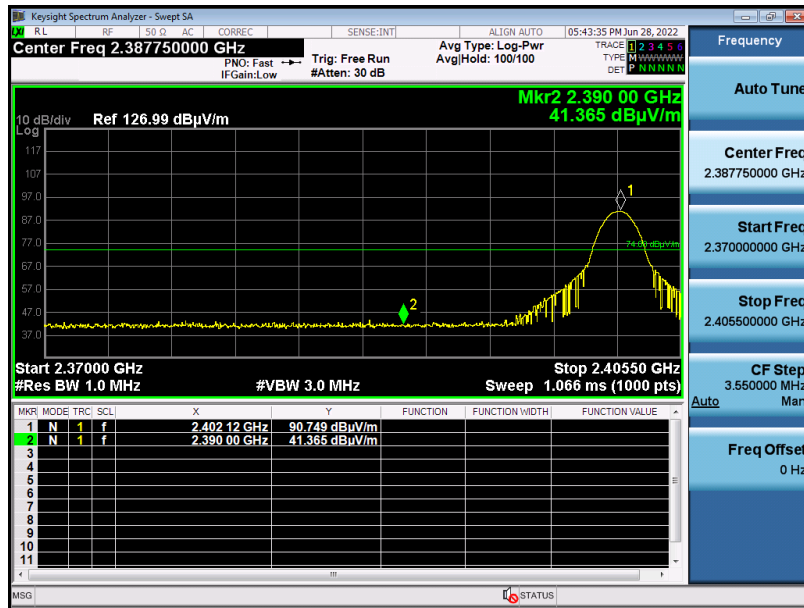 Keysight Spectrum Analyzer - Swept SA
LXI RL RF 50 Ω AC CORREC SENSE:INT ALIGN AUTO 05:43:35 PM Jun 28, 2022
Center Freq 2.387750000 GHz
PNO: Fast
IFGain:Low
Trig: Free Run
#Atten: 30 dB
Avg Type: Log-Pwr
Avg|Hold: 100/100
TRACE 1 2 3 4 5 6
TYPE M WWWWW
DET P N N N N N
Mkr2 2.390 00 GHz
41.365 dBµV/m
10 dB/div Ref 126.99 dBµV/m
Log
117
107
97.0
87.0
77.0
67.0
57.0
47.0
37.0
1
74.00 dBµV/m
2
Start 2.37000 GHz Stop 2.40550 GHz
#Res BW 1.0 MHz #VBW 3.0 MHz Sweep 1.066 ms (1000 pts)
MKR MODE TRC SCL X Y FUNCTION FUNCTION WIDTH FUNCTION VALUE
1 N 1 f 2.402 12 GHz 90.749 dBµV/m
2 N 1 f 2.390 00 GHz 41.365 dBµV/m
3
4
5
6
7
8
9
10
11
MSG STATUS
Frequency
Auto Tune
Center Freq
2.387750000 GHz
Start Freq
2.370000000 GHz
Stop Freq
2.405500000 GHz
CF Step
3.550000 MHz
Auto Man
Freq Offset
0 Hz